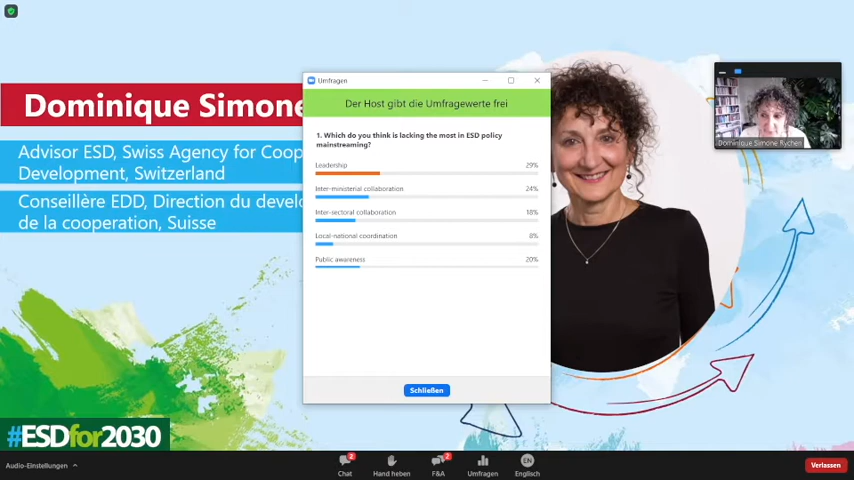 Dominique Simone
Advisor ESD, Swiss Agency for Coop
Development, Switzerland
Conseillère EDD, Direction du develo
de la cooperation, Suisse
Umfragen
Der Host gibt die Umfragewerte frei
1. Which do you think is lacking the most in ESD policy
mainstreaming?
Leadership 29%
Inter-ministerial collaboration 24%
Inter-sectoral collaboration 18%
Local-national coordination 8%
Public awareness 20%
Schließen
Dominique Simone Rychen
#ESDfor2030
Audio-Einstellungen
Chat 2
Hand heben
F&A 2
Umfragen
EN
Englisch
Verlassen